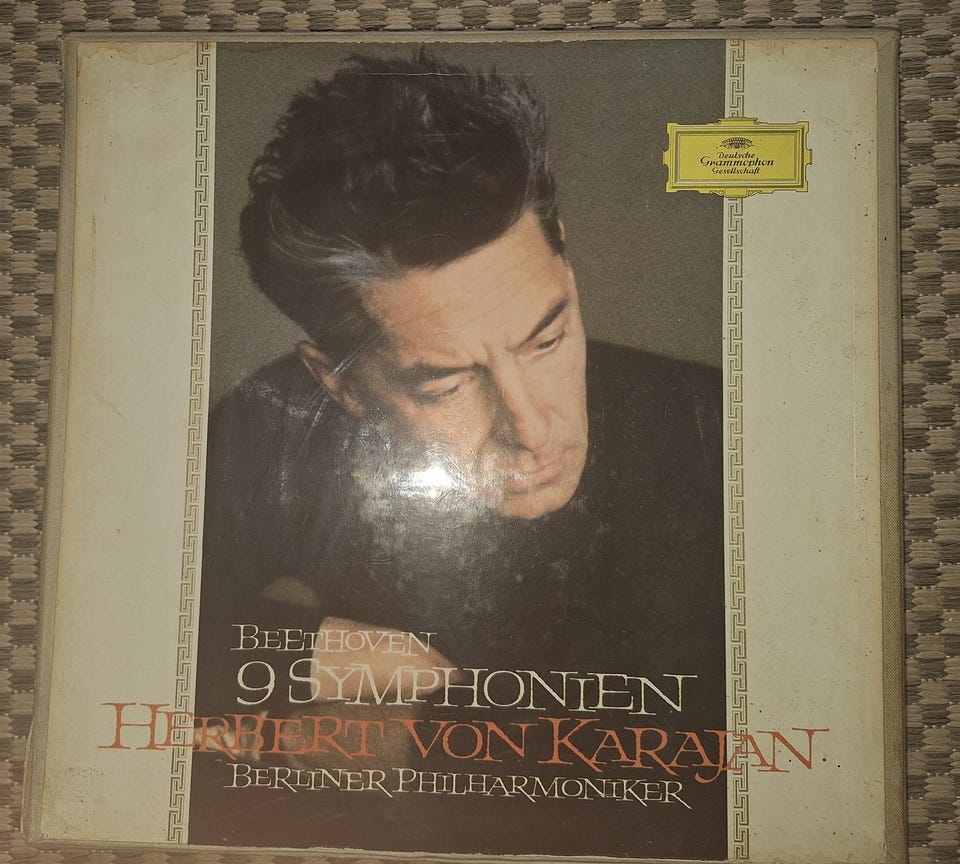 Deutsche
Grammophon
Gesellschaft
BEETHOVEN
9 SYMPHONIEN
HERBERT VON KARAJAN
BERLINER PHILHARMONIKER